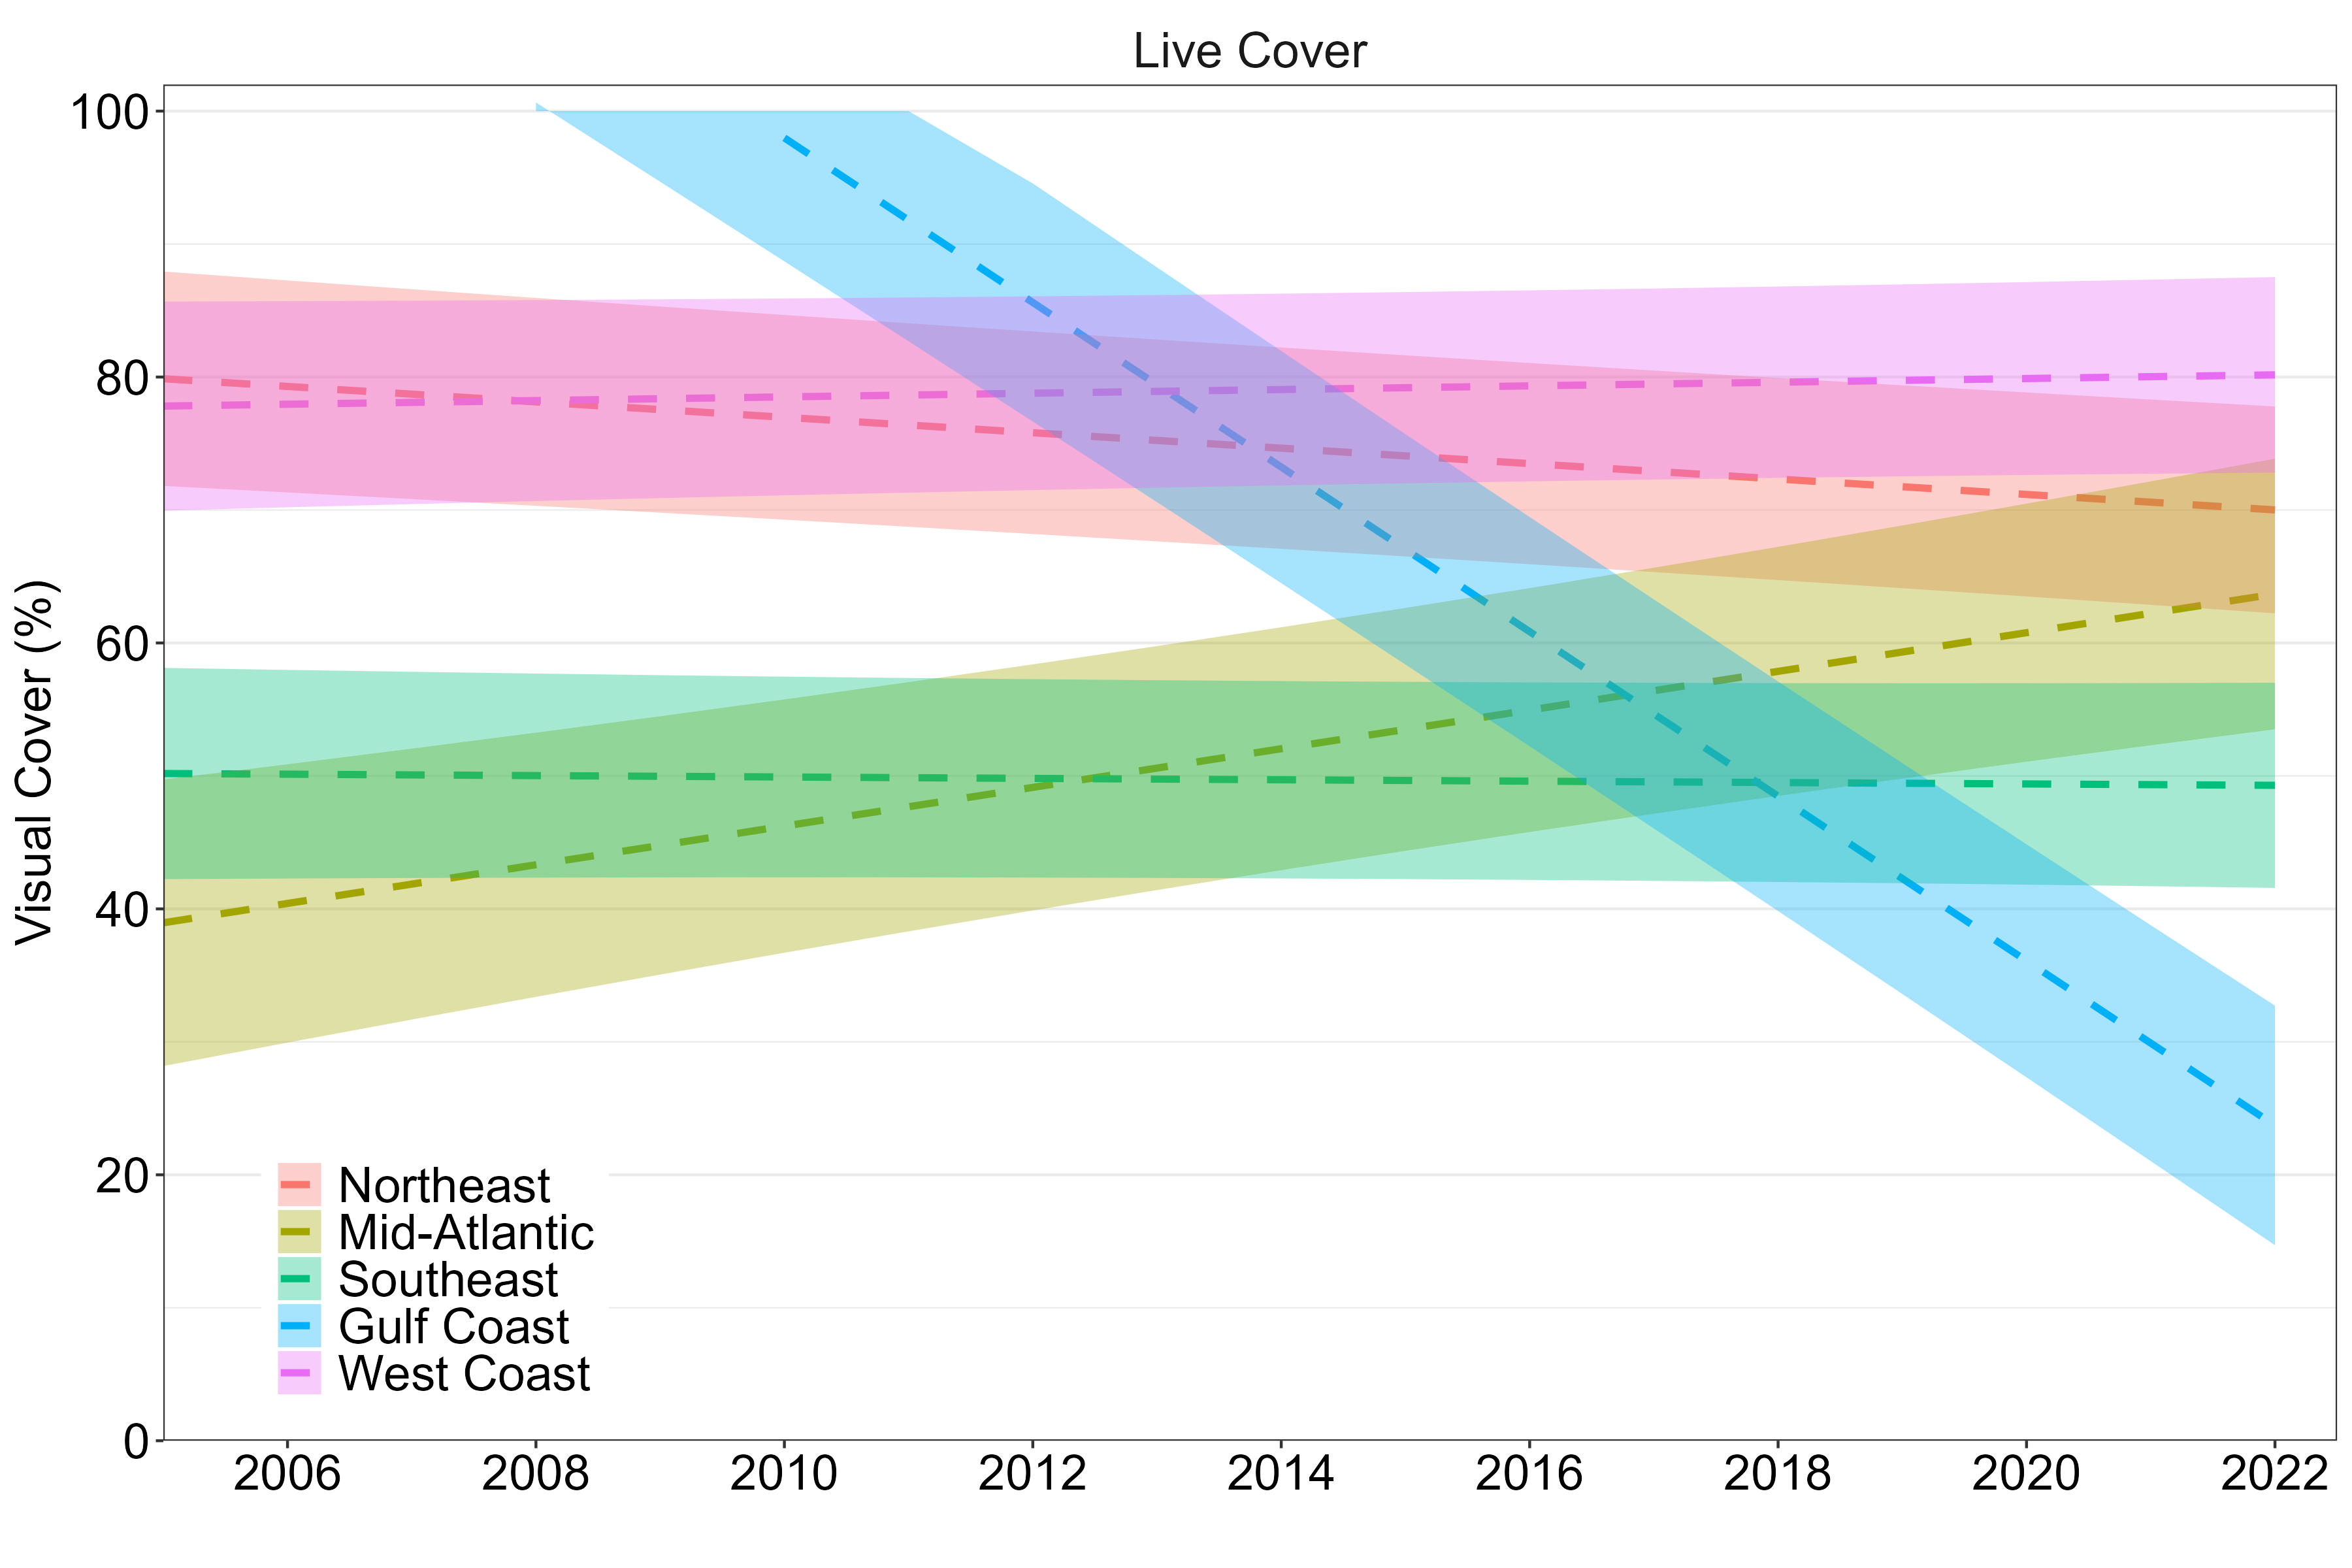 Live Cover
Visual Cover (%)
100
80
60
40
20
0
Northeast
Mid-Atlantic
Southeast
Gulf Coast
West Coast
2006 2008 2010 2012 2014 2016 2018 2020 2022